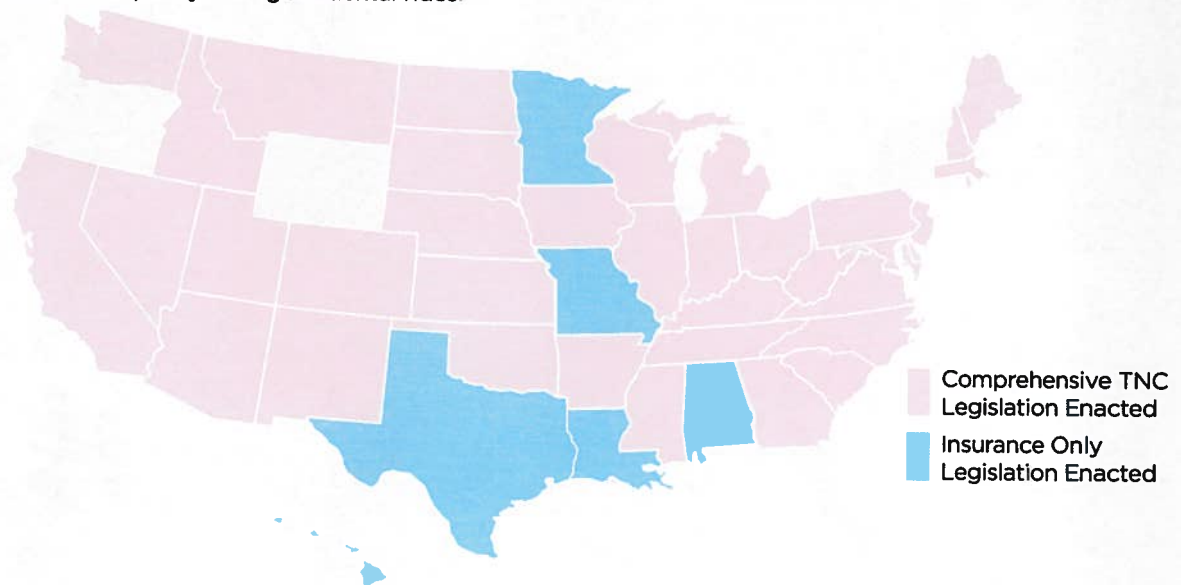 Comprehensive TNC
Legislation Enacted
Insurance Only
Legislation Enacted